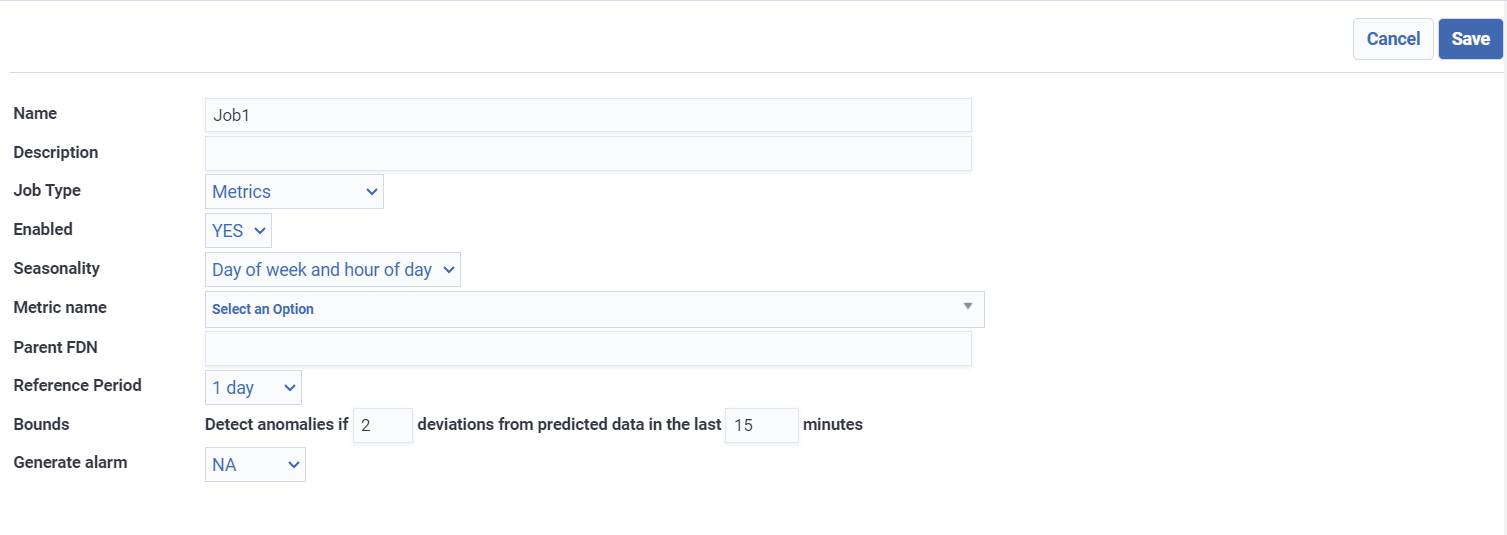 Cancel Save
Name Job1
Description
Job Type Metrics
Enabled YES
Seasonality Day of week and hour of day
Metric name Select an Option
Parent FDN
Reference Period 1 day
Bounds Detect anomalies if 2 deviations from predicted data in the last 15 minutes
Generate alarm NA